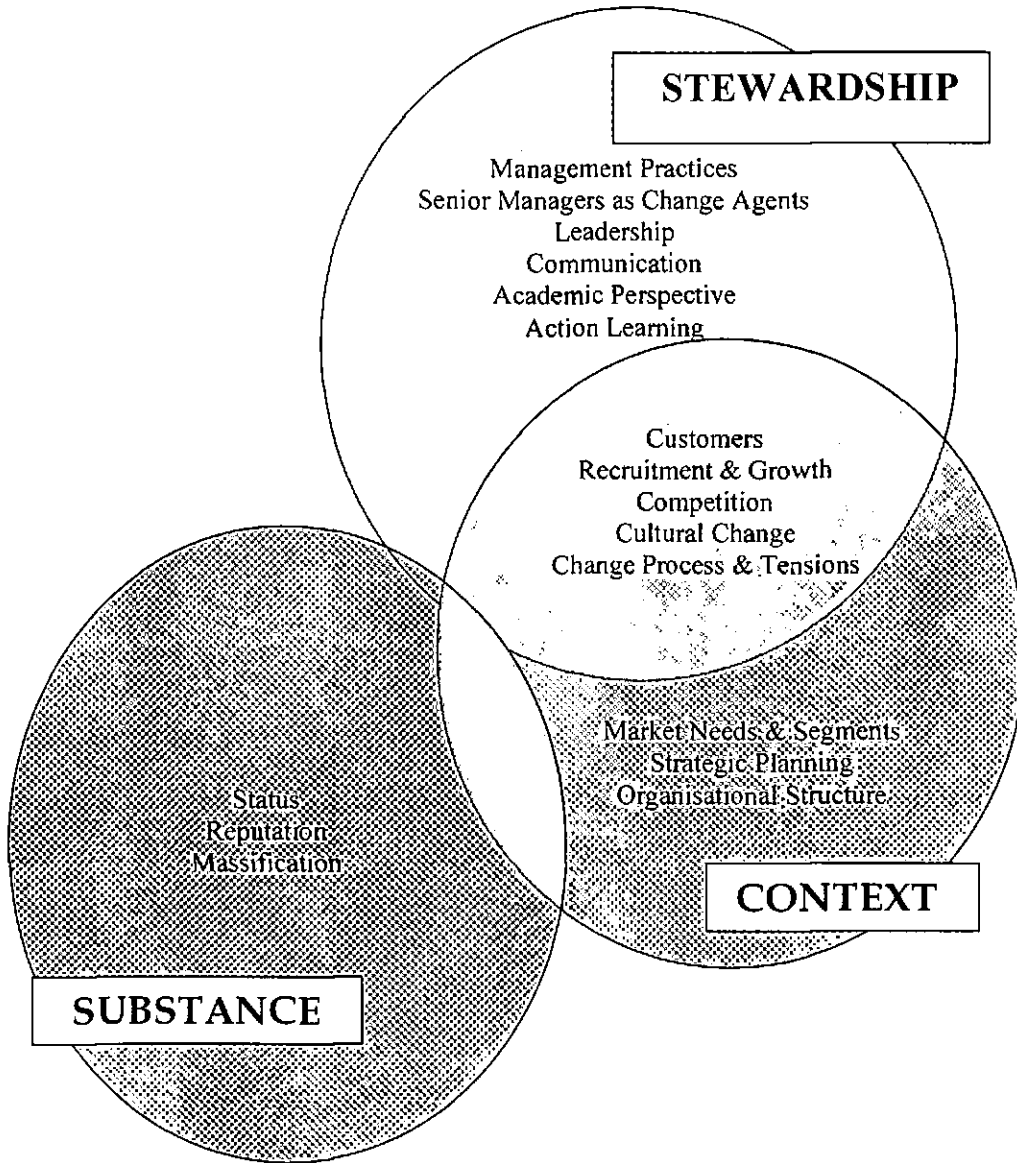 STEWARDSHIP
Management Practices
Senior Managers as Change Agents
Leadership
Communication
Academic Perspective
Action Learning
Customers
Recruitment & Growth
Competition
Cultural Change
Change Process & Tensions
Market Needs & Segments
Strategic Planning
Organisational Structure
CONTEXT
Status
Reputation
Massification
SUBSTANCE